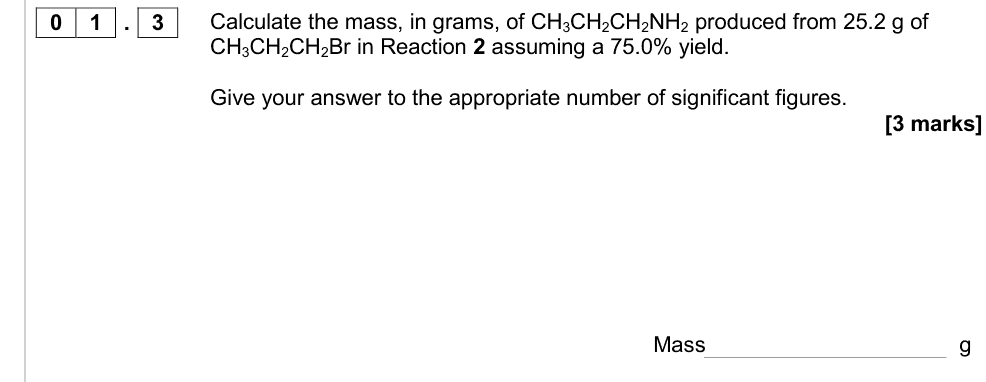 0 1 . 3 Calculate the mass, in grams, of CH₃CH₂CH₂NH₂ produced from 25.2 g of
CH₃CH₂CH₂Br in Reaction 2 assuming a 75.0% yield.
Give your answer to the appropriate number of significant figures.
[3 marks]
Mass g